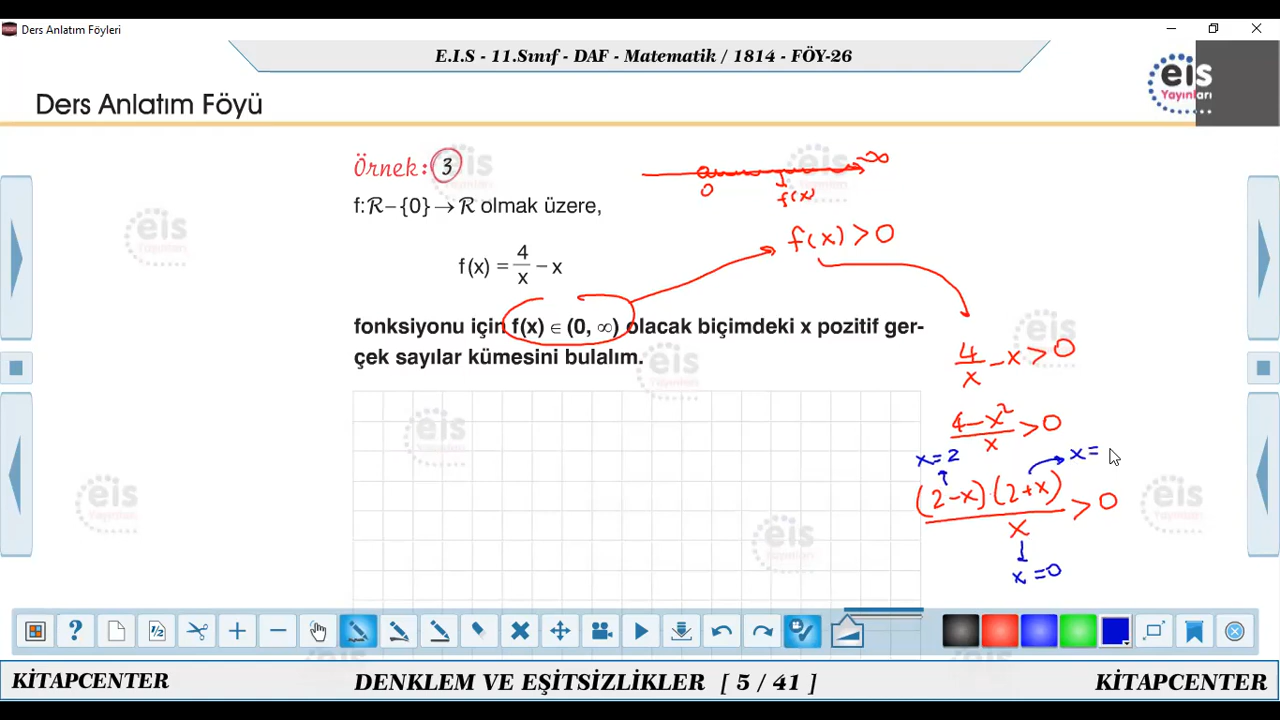 Ders Anlatım Föyleri
E.I.S - 11.Sınıf - DAF - Matematik / 1814 - FÖY-26
eis
Yayınları
Ders Anlatım Föyü
Örnek: 3
f:R–{0} → R olmak üzere,
f(x) = 4/x – x
fonksiyonu için f(x) ∈ (0, ∞) olacak biçimdeki x pozitif ger-
çek sayılar kümesini bulalım.
∞
0
f(x)
f(x) > 0
4/x – x > 0
4 – x²/x > 0
x = 2
x =
(2 – x)(2 + x)/x > 0
x = 0
KİTAPCENTER
DENKLEM VE EŞİTSİZLİKLER [ 5 / 41 ]
KİTAPCENTER